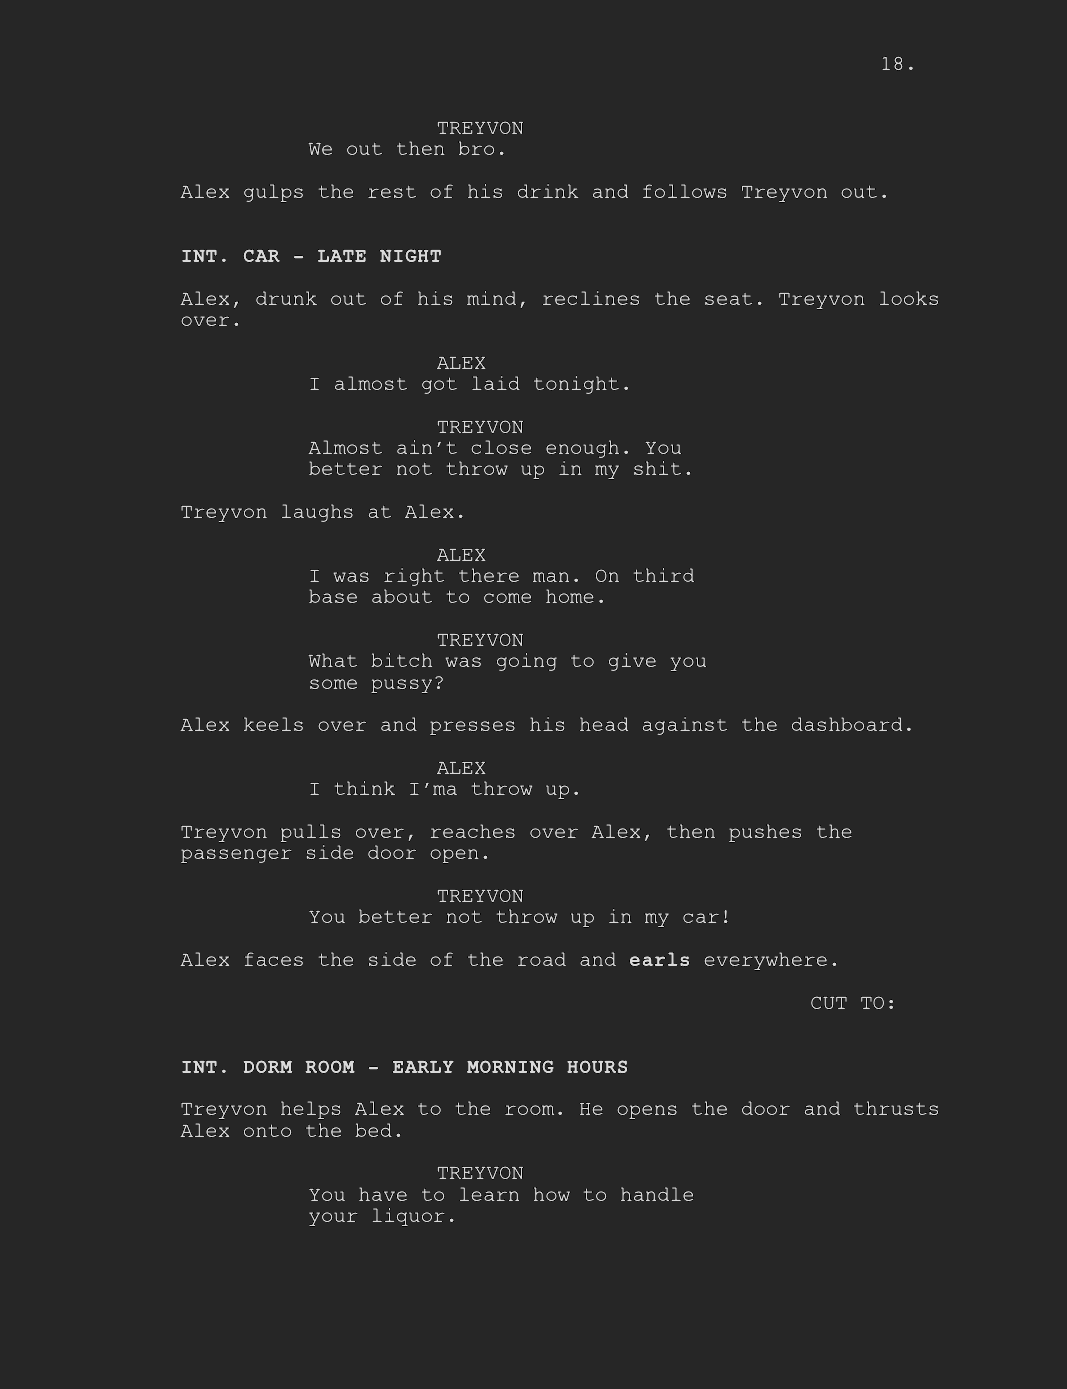 18.
TREYVON
We out then bro.
Alex gulps the rest of his drink and follows Treyvon out.
INT. CAR - LATE NIGHT
Alex, drunk out of his mind, reclines the seat. Treyvon looks
over.
ALEX
I almost got laid tonight.
TREYVON
Almost ain’t close enough. You
better not throw up in my shit.
Treyvon laughs at Alex.
ALEX
I was right there man. On third
base about to come home.
TREYVON
What bitch was going to give you
some pussy?
Alex keels over and presses his head against the dashboard.
ALEX
I think I’ma throw up.
Treyvon pulls over, reaches over Alex, then pushes the
passenger side door open.
TREYVON
You better not throw up in my car!
Alex faces the side of the road and earls everywhere.
CUT TO:
INT. DORM ROOM - EARLY MORNING HOURS
Treyvon helps Alex to the room. He opens the door and thrusts
Alex onto the bed.
TREYVON
You have to learn how to handle
your liquor.